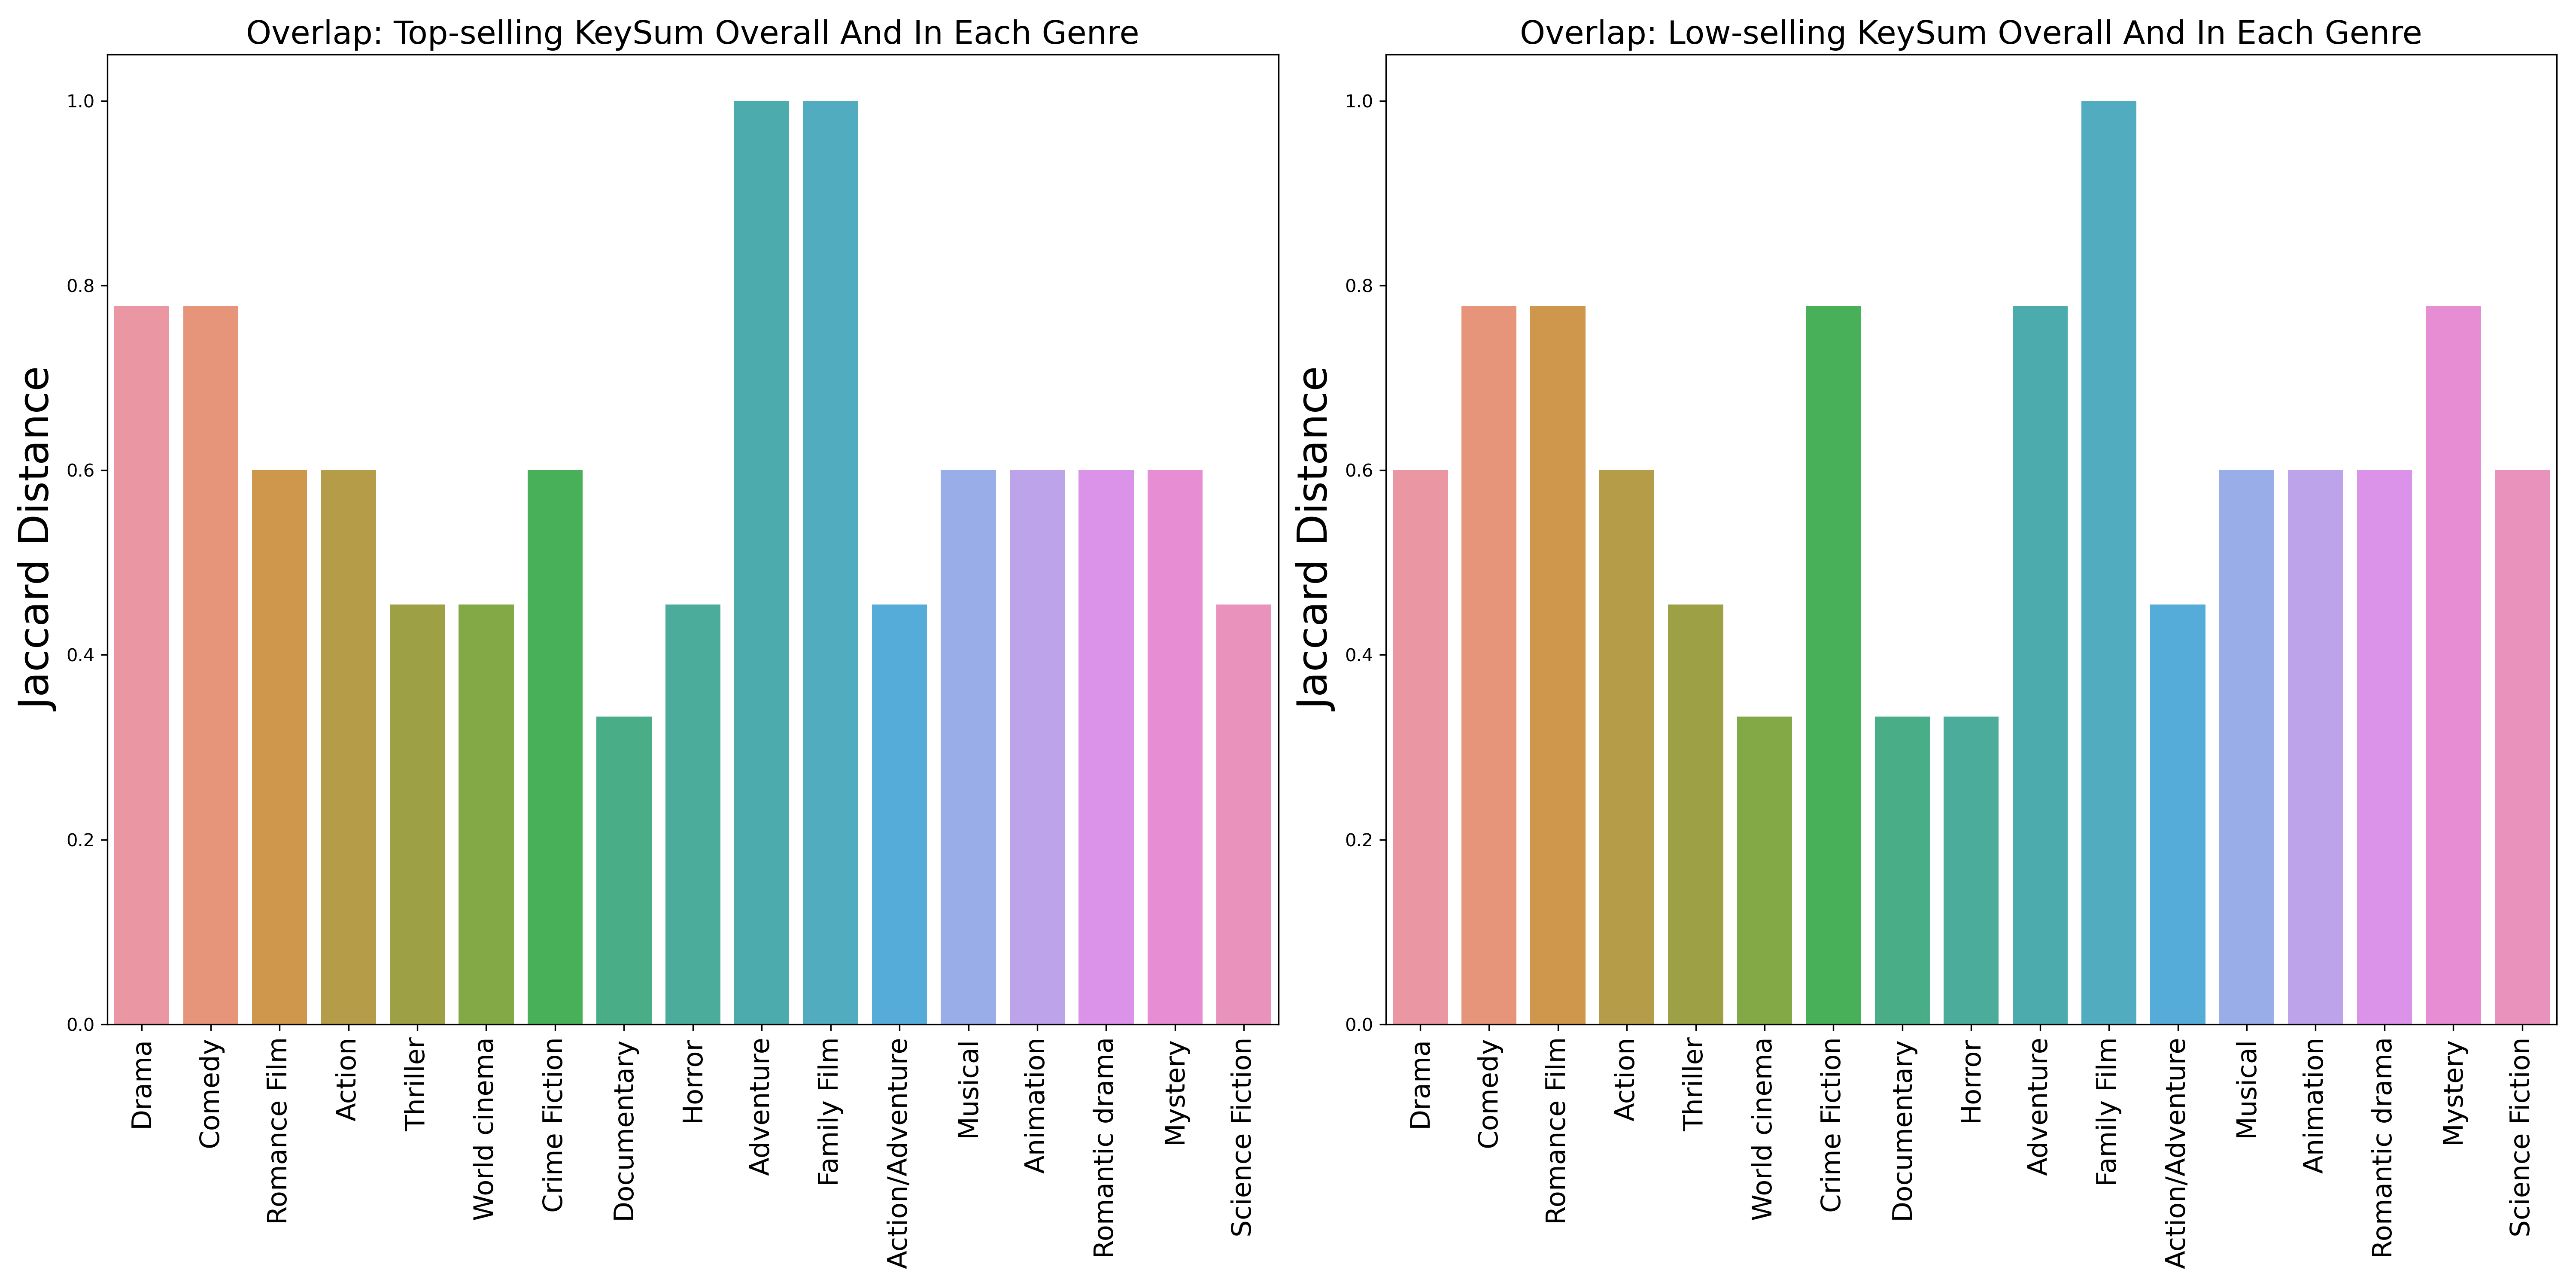 Overlap: Top-selling KeySum Overall And In Each Genre
Jaccard Distance
1.0
0.8
0.6
0.4
0.2
0.0
Drama
Comedy
Romance Film
Action
Thriller
World cinema
Crime Fiction
Documentary
Horror
Adventure
Family Film
Action/Adventure
Musical
Animation
Romantic drama
Mystery
Science Fiction
Overlap: Low-selling KeySum Overall And In Each Genre
Jaccard Distance
1.0
0.8
0.6
0.4
0.2
0.0
Drama
Comedy
Romance Film
Action
Thriller
World cinema
Crime Fiction
Documentary
Horror
Adventure
Family Film
Action/Adventure
Musical
Animation
Romantic drama
Mystery
Science Fiction